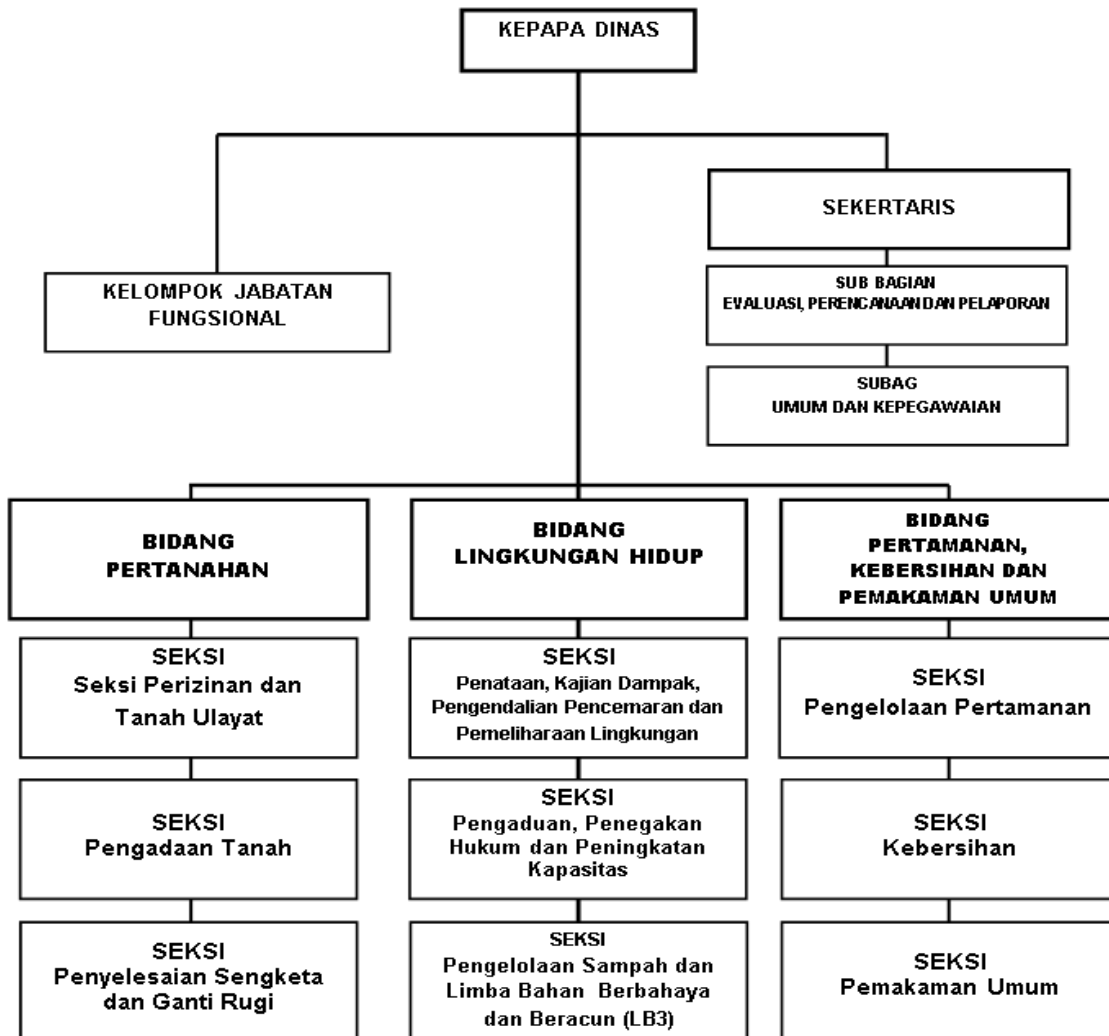 KEPAPA DINAS
SEKERTARIS
KELOMPOK JABATAN
FUNGSIONAL
SUB BAGIAN
EVALUASI, PERENCANAAN DAN PELAPORAN
SUBAG
UMUM DAN KEPEGAWAIAN
BIDANG
PERTANAHAN
BIDANG
LINGKUNGAN HIDUP
BIDANG
PERTAMANAN,
KEBERSIHAN DAN
PEMAKAMAN UMUM
SEKSI
Seksi Perizinan dan
Tanah Ulayat
SEKSI
Penataan, Kajian Dampak,
Pengendalian Pencemaran dan
Pemeliharaan Lingkungan
SEKSI
Pengelolaan Pertamanan
SEKSI
Pengadaan Tanah
SEKSI
Pengaduan, Penegakan
Hukum dan Peningkatan
Kapasitas
SEKSI
Kebersihan
SEKSI
Penyelesaian Sengketa
dan Ganti Rugi
SEKSI
Pengelolaan Sampah dan
Limba Bahan Berbahaya
dan Beracun (LB3)
SEKSI
Pemakaman Umum